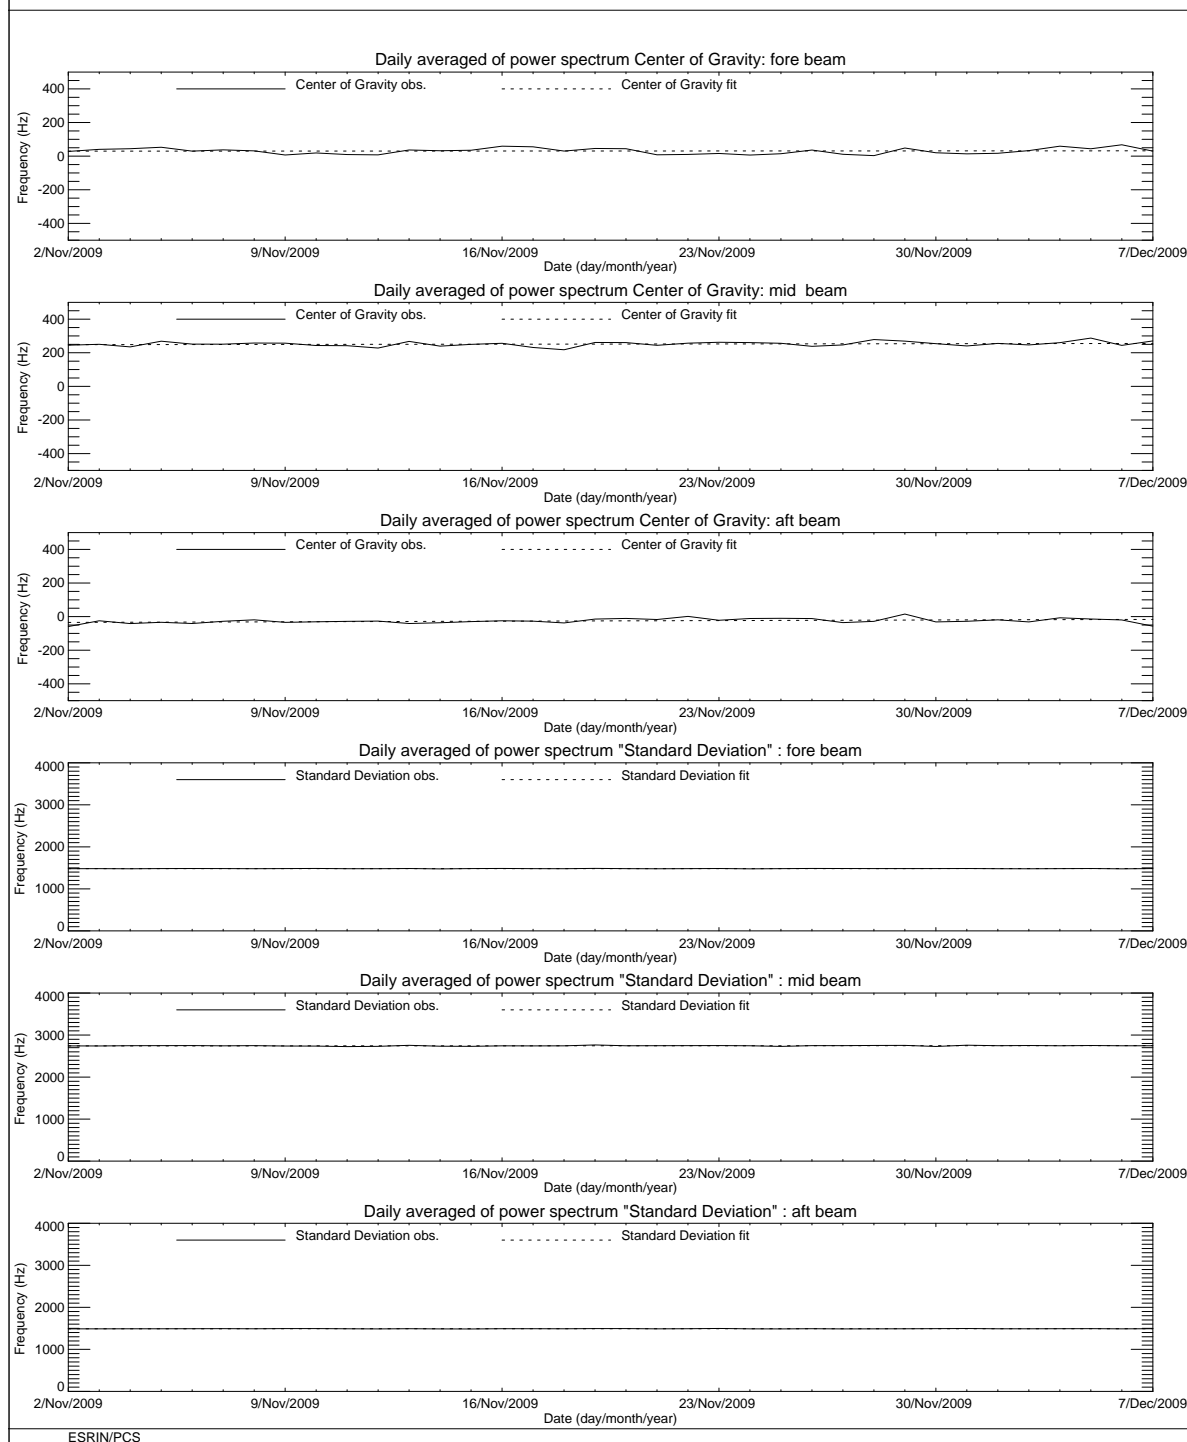 Daily averaged of power spectrum Center of Gravity: fore beam
Center of Gravity obs.
Center of Gravity fit
Frequency (Hz)
400
200
0
-200
-400
2/Nov/2009 9/Nov/2009 16/Nov/2009 23/Nov/2009 30/Nov/2009 7/Dec/2009
Date (day/month/year)
Daily averaged of power spectrum Center of Gravity: mid beam
Center of Gravity obs.
Center of Gravity fit
Frequency (Hz)
400
200
0
-200
-400
2/Nov/2009 9/Nov/2009 16/Nov/2009 23/Nov/2009 30/Nov/2009 7/Dec/2009
Date (day/month/year)
Daily averaged of power spectrum Center of Gravity: aft beam
Center of Gravity obs.
Center of Gravity fit
Frequency (Hz)
400
200
0
-200
-400
2/Nov/2009 9/Nov/2009 16/Nov/2009 23/Nov/2009 30/Nov/2009 7/Dec/2009
Date (day/month/year)
Daily averaged of power spectrum "Standard Deviation" : fore beam
Standard Deviation obs.
Standard Deviation fit
Frequency (Hz)
4000
3000
2000
1000
0
2/Nov/2009 9/Nov/2009 16/Nov/2009 23/Nov/2009 30/Nov/2009 7/Dec/2009
Date (day/month/year)
Daily averaged of power spectrum "Standard Deviation" : mid beam
Standard Deviation obs.
Standard Deviation fit
Frequency (Hz)
4000
3000
2000
1000
0
2/Nov/2009 9/Nov/2009 16/Nov/2009 23/Nov/2009 30/Nov/2009 7/Dec/2009
Date (day/month/year)
Daily averaged of power spectrum "Standard Deviation" : aft beam
Standard Deviation obs.
Standard Deviation fit
Frequency (Hz)
4000
3000
2000
1000
0
2/Nov/2009 9/Nov/2009 16/Nov/2009 23/Nov/2009 30/Nov/2009 7/Dec/2009
Date (day/month/year)
ESRIN/PCS